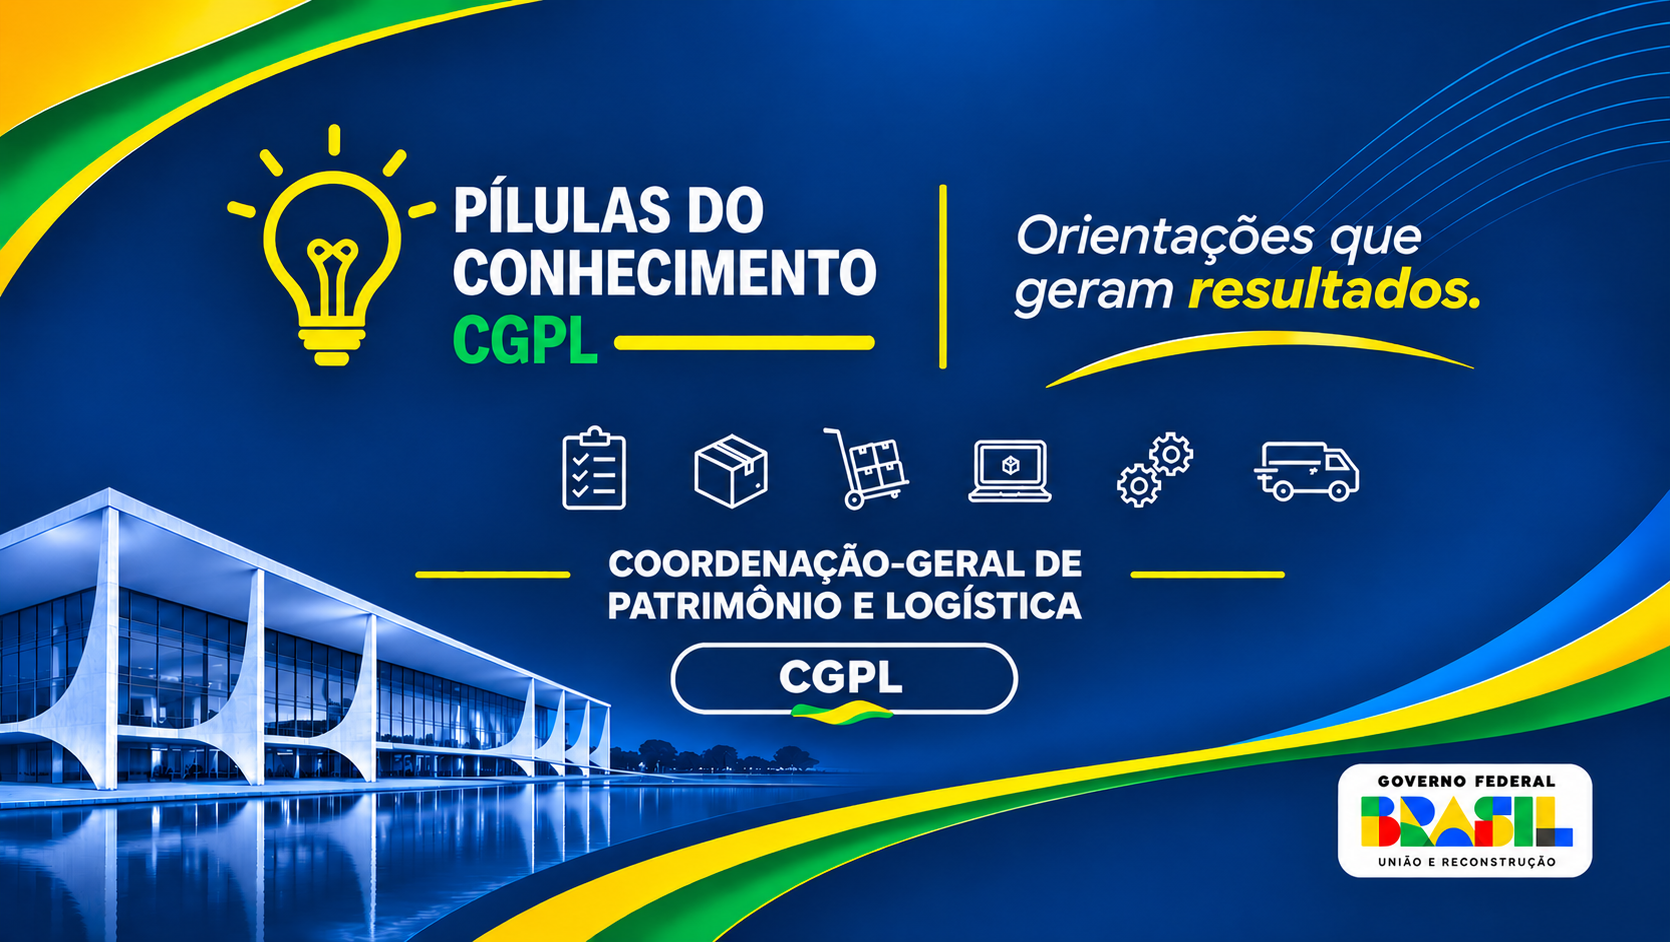 PÍLULAS DO
CONHECIMENTO
CGPL
Orientações que
geram resultados.
COORDENAÇÃO-GERAL DE
PATRIMÔNIO E LOGÍSTICA
CGPL
GOVERNO FEDERAL
BRASIL
UNIÃO E RECONSTRUÇÃO